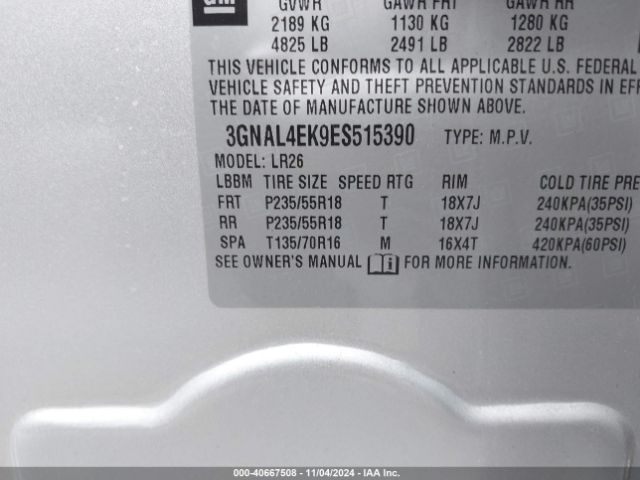 GM
GVWR GAWR FRT GAWR RR
2189 KG 1130 KG 1280 KG
4825 LB 2491 LB 2822 LB
THIS VEHICLE CONFORMS TO ALL APPLICABLE U.S. FEDERAL
VEHICLE SAFETY AND THEFT PREVENTION STANDARDS IN EFF
THE DATE OF MANUFACTURE SHOWN ABOVE.
3GNAL4EK9ES515390 TYPE: M.P.V.
MODEL: LR26
LBBM TIRE SIZE SPEED RTG RIM COLD TIRE PRE
FRT P235/55R18 T 18X7J 240KPA(35PSI)
RR P235/55R18 T 18X7J 240KPA(35PSI)
SPA T135/70R16 M 16X4T 420KPA(60PSI)
SEE OWNER'S MANUAL FOR MORE INFORMATION.
000-40667508 - 11/04/2024 - IAA Inc.